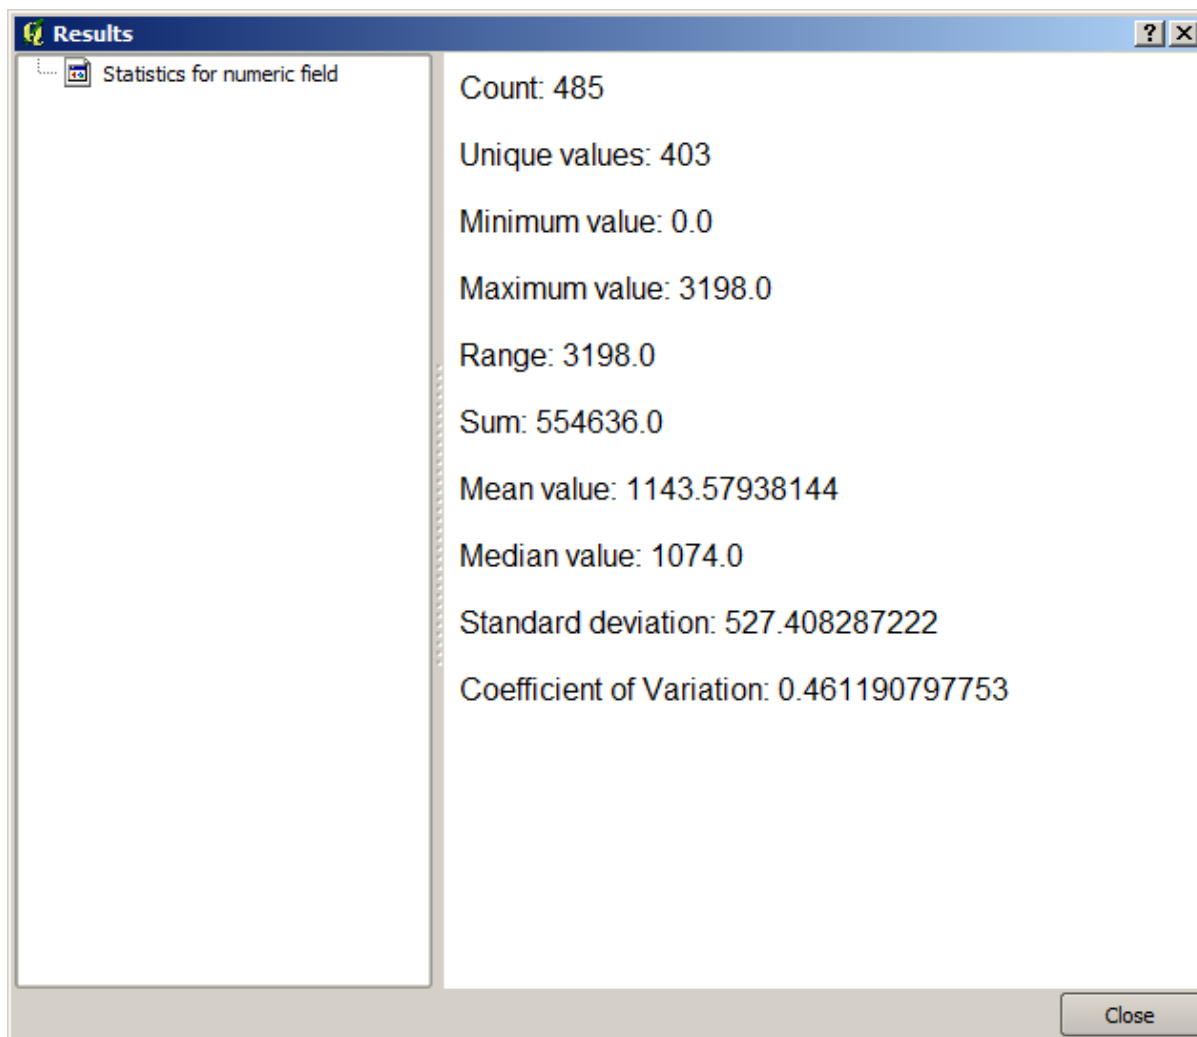 Results
Statistics for numeric field
Count: 485
Unique values: 403
Minimum value: 0.0
Maximum value: 3198.0
Range: 3198.0
Sum: 554636.0
Mean value: 1143.57938144
Median value: 1074.0
Standard deviation: 527.408287222
Coefficient of Variation: 0.461190797753
Close